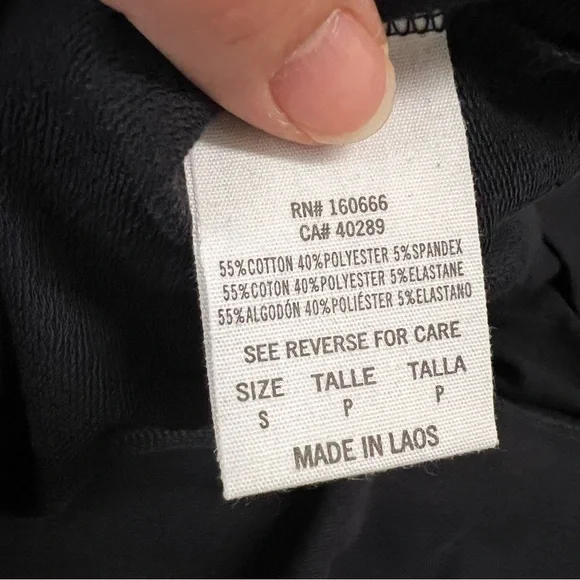 RN# 160666
CA# 40289
55%COTTON 40%POLYESTER 5%SPANDEX
55%COTON 40%POLYESTER 5%ELASTANE
55%ALGODÓN 40%POLIÉSTER 5%ELASTANO
SEE REVERSE FOR CARE
SIZE TALLE TALLA
S P P
MADE IN LAOS